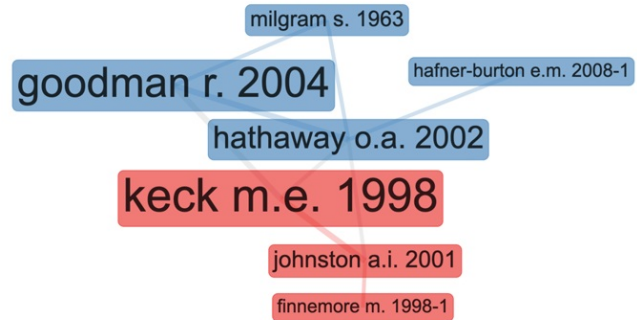 milgram s. 1963
hafner-burton e.m. 2008-1
goodman r. 2004
hathaway o.a. 2002
keck m.e. 1998
johnston a.i. 2001
finnemore m. 1998-1